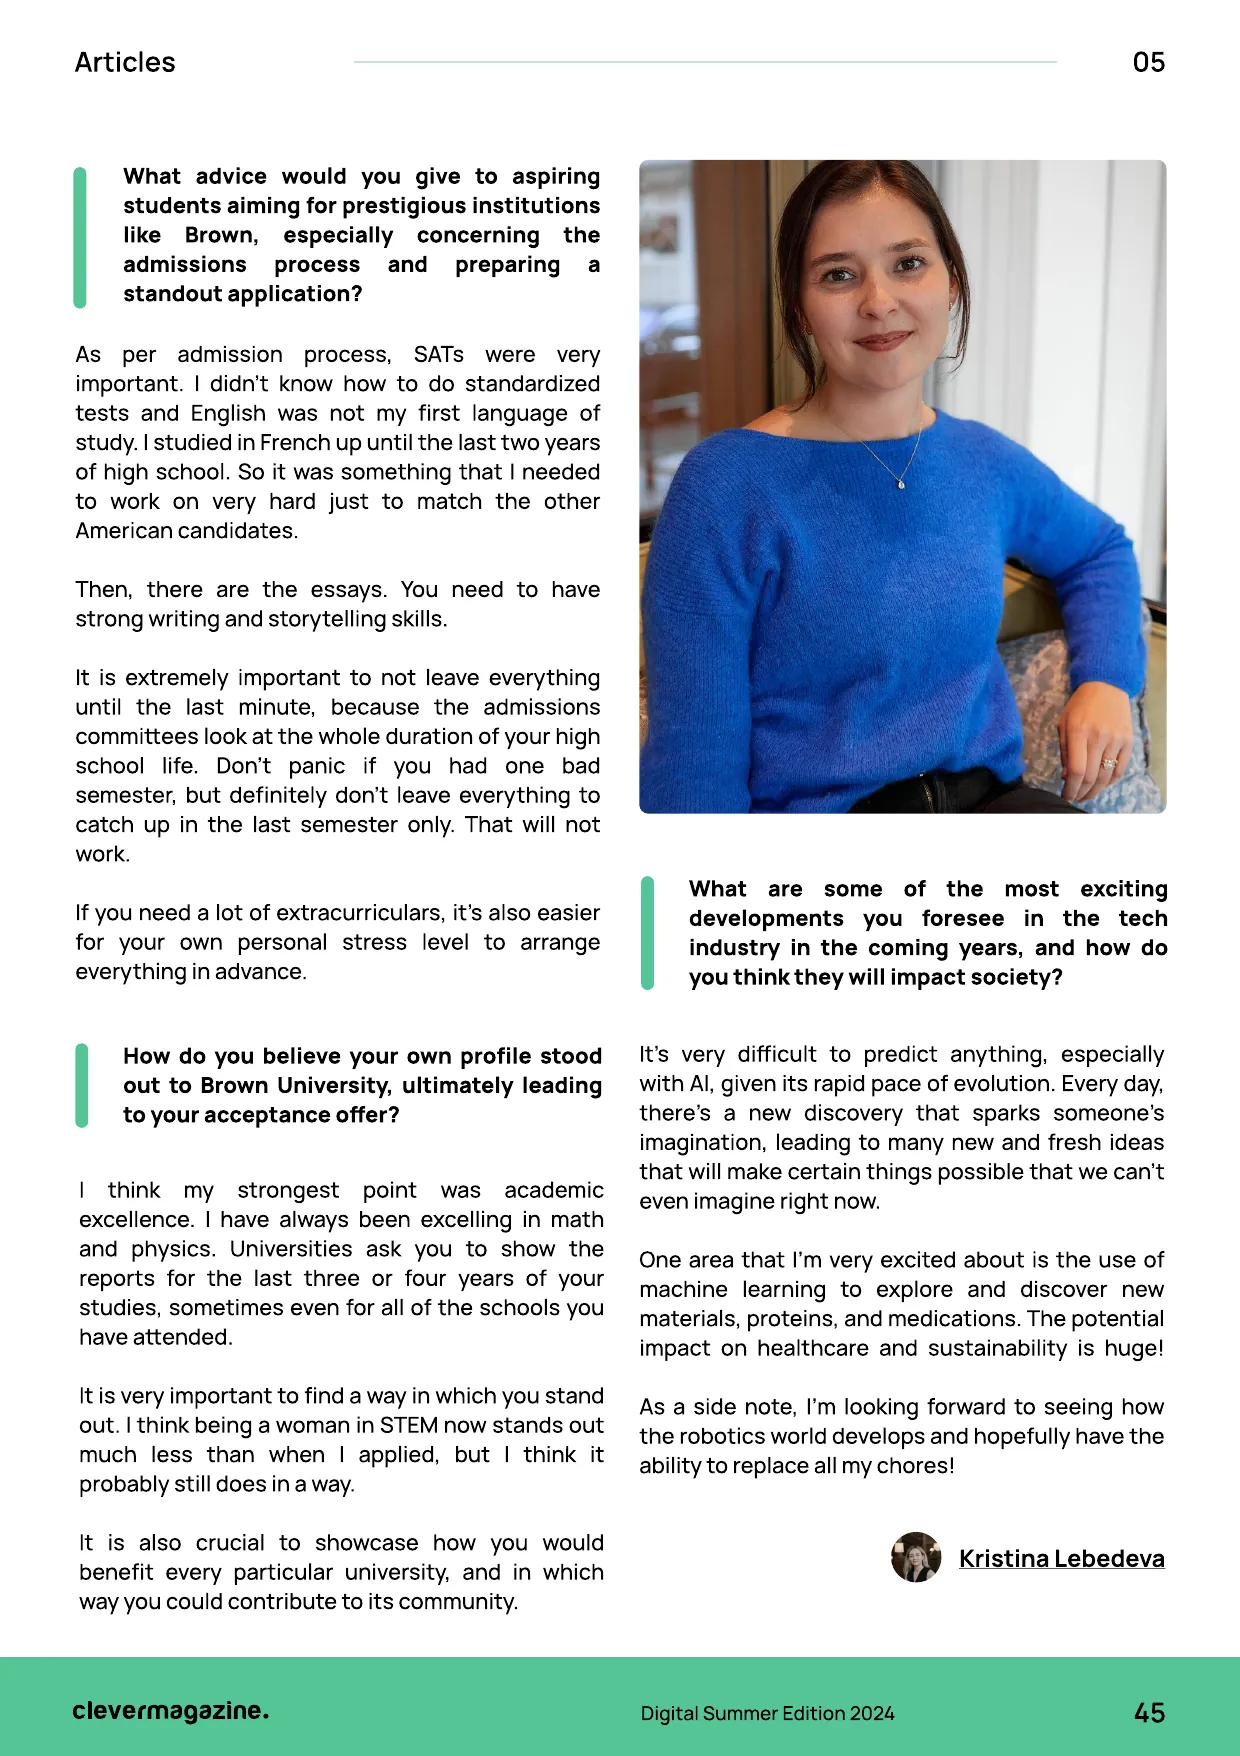 Articles
05
What advice would you give to aspiring
students aiming for prestigious institutions
like Brown, especially concerning the
admissions process and preparing a
standout application?
As per admission process, SATs were very
important. I didn't know how to do standardized
tests and English was not my first language of
study. I studied in French up until the last two years
of high school. So it was something that I needed
to work on very hard just to match the other
American candidates.
Then, there are the essays. You need to have
strong writing and storytelling skills.
It is extremely important to not leave everything
until the last minute, because the admissions
committees look at the whole duration of your high
school life. Don't panic if you had one bad
semester, but definitely don't leave everything to
catch up in the last semester only. That will not
work.
If you need a lot of extracurriculars, it's also easier
for your own personal stress level to arrange
everything in advance.
How do you believe your own profile stood
out to Brown University, ultimately leading
to your acceptance offer?
I think my strongest point was academic
excellence. I have always been excelling in math
and physics. Universities ask you to show the
reports for the last three or four years of your
studies, sometimes even for all of the schools you
have attended.
It is very important to find a way in which you stand
out. I think being a woman in STEM now stands out
much less than when I applied, but I think it
probably still does in a way.
It is also crucial to showcase how you would
benefit every particular university, and in which
way you could contribute to its community.
What are some of the most exciting
developments you foresee in the tech
industry in the coming years, and how do
you think they will impact society?
It's very difficult to predict anything, especially
with AI, given its rapid pace of evolution. Every day,
there's a new discovery that sparks someone's
imagination, leading to many new and fresh ideas
that will make certain things possible that we can't
even imagine right now.
One area that I'm very excited about is the use of
machine learning to explore and discover new
materials, proteins, and medications. The potential
impact on healthcare and sustainability is huge!
As a side note, I'm looking forward to seeing how
the robotics world develops and hopefully have the
ability to replace all my chores!
Kristina Lebedeva
clevermagazine.
Digital Summer Edition 2024
45